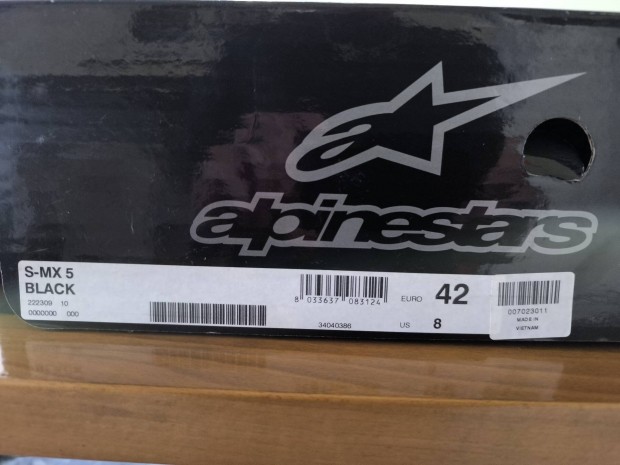 alpinestars
S-MX 5
BLACK
222309 10
0000000 000
34040386
8 033637 083124
EURO 42
US 8
007023011
MADE IN
VIETNAM